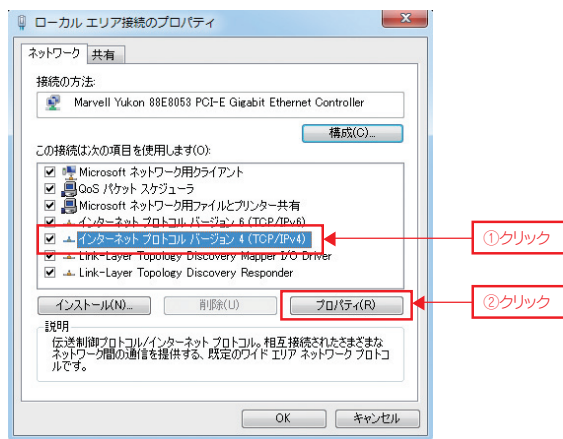 ローカル エリア接続のプロパティ
ネットワーク 共有
接続の方法:
Marvell Yukon 88E8053 PCI-E Gigabit Ethernet Controller
構成(C)...
この接続は次の項目を使用します(O):
Microsoft ネットワーク用クライアント
QoS パケット スケジューラ
Microsoft ネットワーク用ファイルとプリンター共有
インターネット プロトコル バージョン 6 (TCP/IPv6)
インターネット プロトコル バージョン 4 (TCP/IPv4)
①クリック
Link-Layer Topology Discovery Mapper I/O Driver
Link-Layer Topology Discovery Responder
インストール(N)... 削除(U) プロパティ(R)
②クリック
説明
伝送制御プロトコル/インターネット プロトコル。相互接続されたさまざまな
ネットワーク間の通信を提供する、既定のワイド エリア ネットワーク プロトコ
ルです。
OK キャンセル